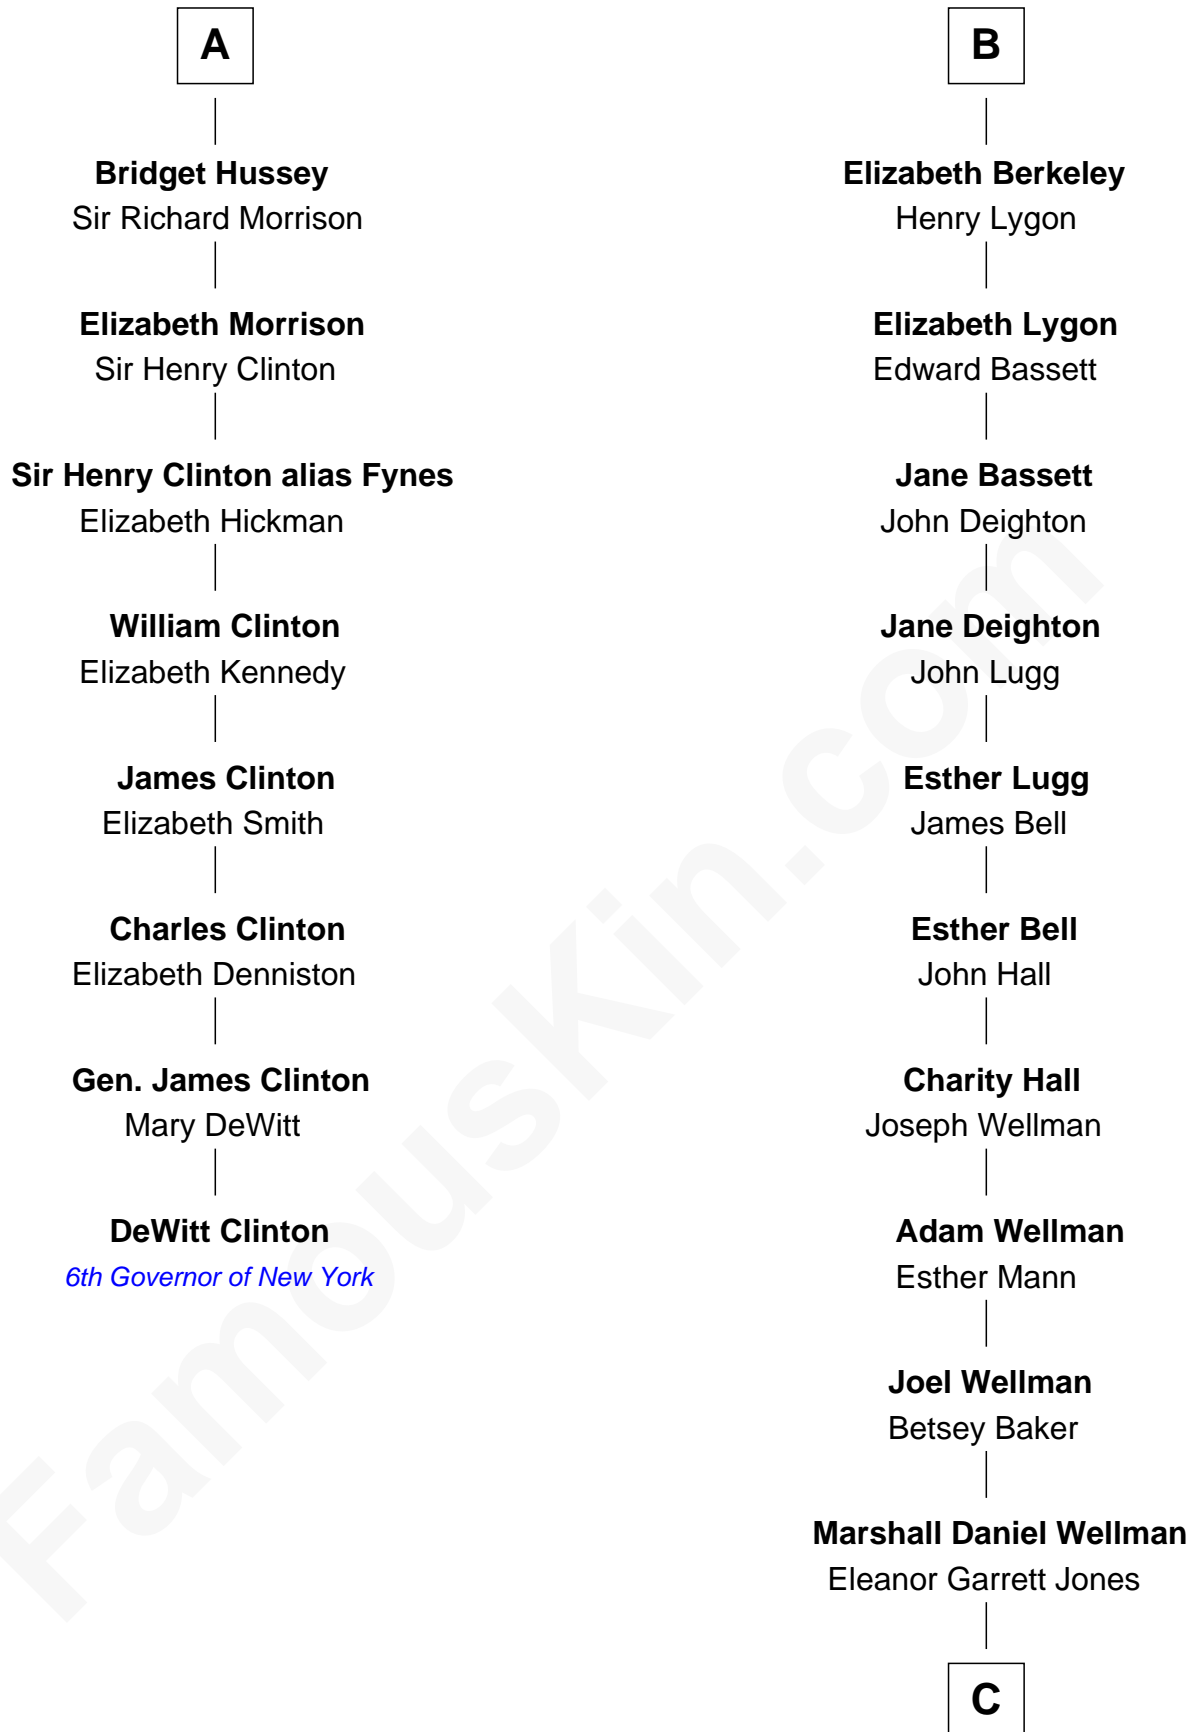 A
Bridget Hussey
Sir Richard Morrison
Elizabeth Morrison
Sir Henry Clinton
Sir Henry Clinton alias Fynes
Elizabeth Hickman
William Clinton
Elizabeth Kennedy
James Clinton
Elizabeth Smith
Charles Clinton
Elizabeth Denniston
Gen. James Clinton
Mary DeWitt
DeWitt Clinton
6th Governor of New York
B
Elizabeth Berkeley
Henry Lygon
Elizabeth Lygon
Edward Bassett
Jane Bassett
John Deighton
Jane Deighton
John Lugg
Esther Lugg
James Bell
Esther Bell
John Hall
Charity Hall
Joseph Wellman
Adam Wellman
Esther Mann
Joel Wellman
Betsey Baker
Marshall Daniel Wellman
Eleanor Garrett Jones
C
FamousKin.com